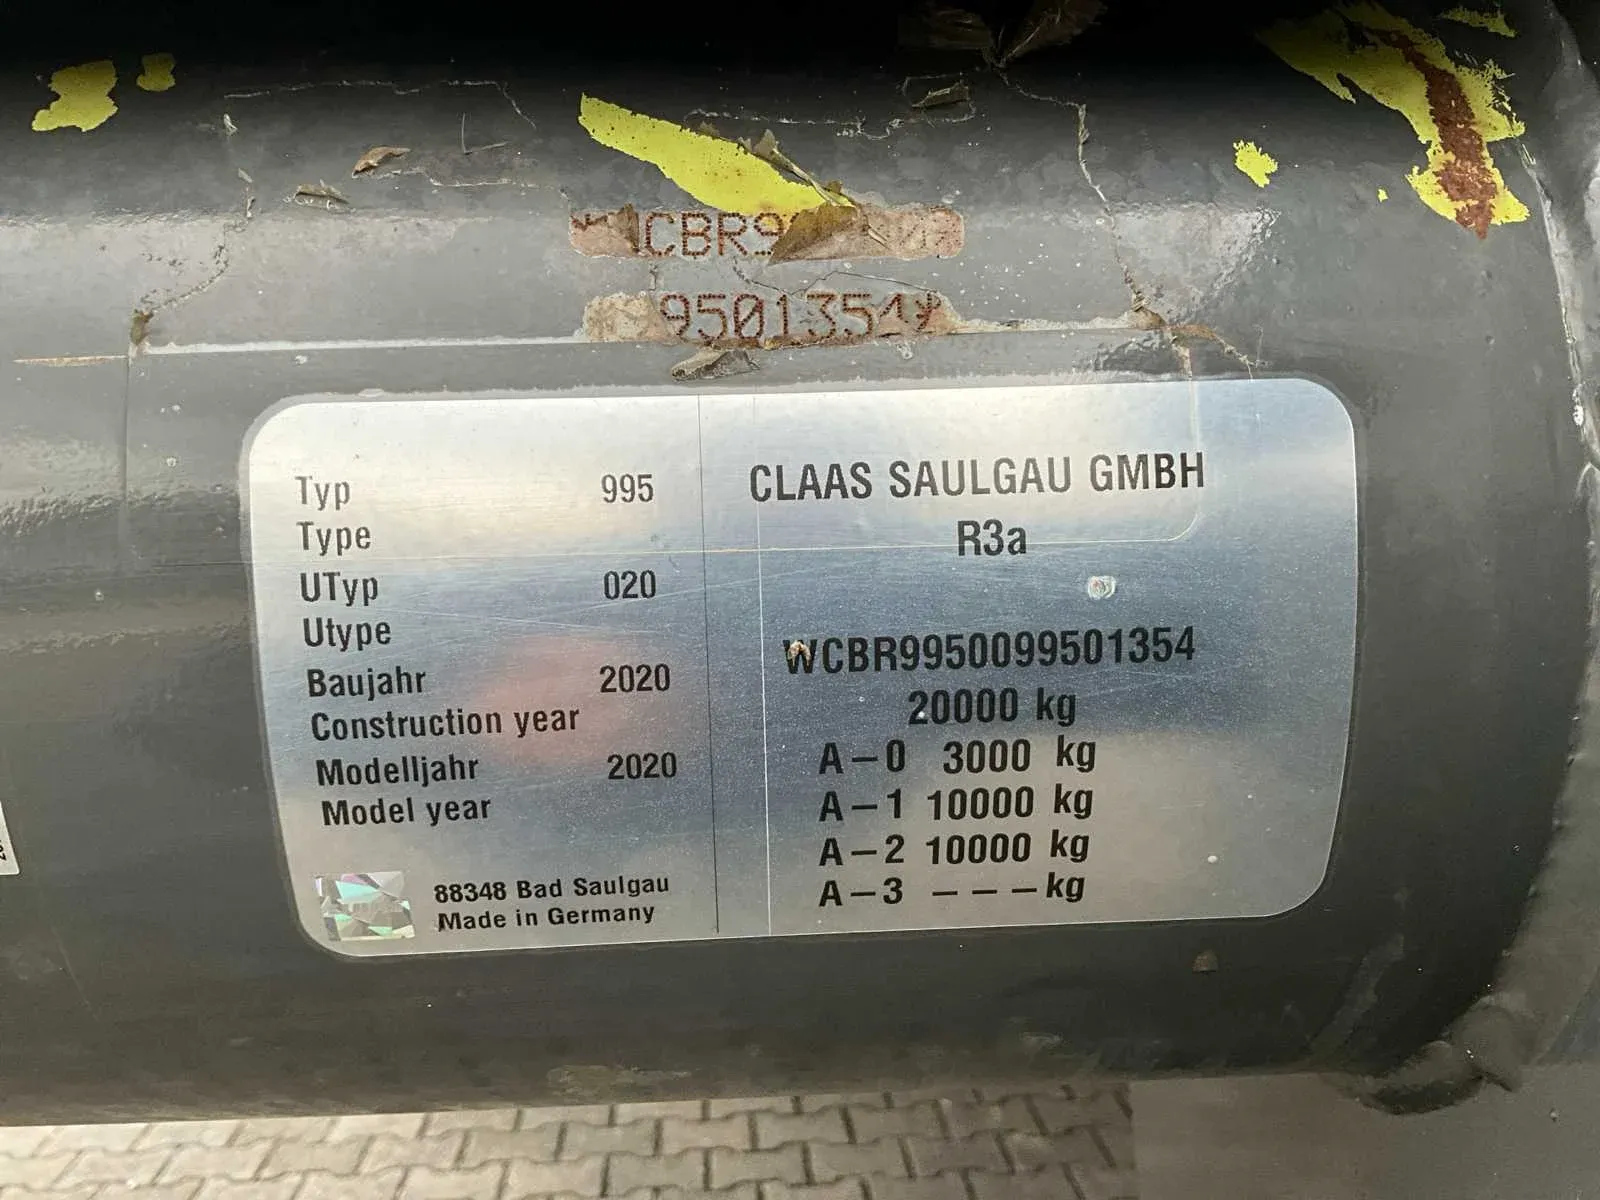 CBR9
9501354*
Typ 995
Type
UTyp 020
Utype
Baujahr 2020
Construction year
Modelljahr 2020
Model year
88348 Bad Saulgau
Made in Germany
CLAAS SAULGAU GMBH
R3a
WCBR9950099501354
20000 kg
A-0 3000 kg
A-1 10000 kg
A-2 10000 kg
A-3 ---kg